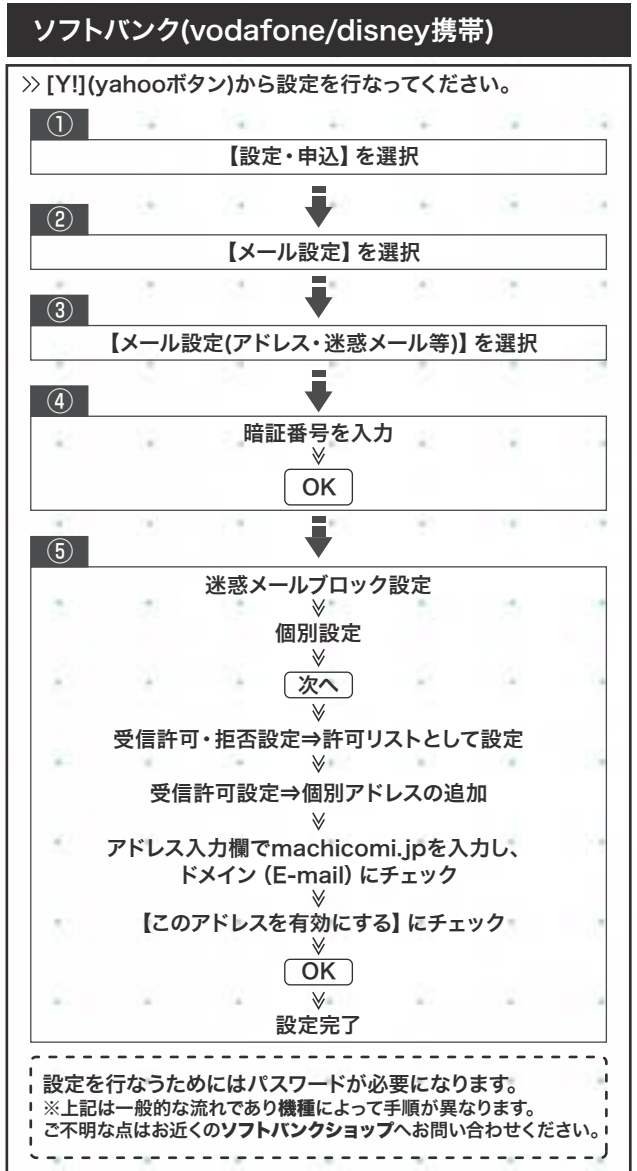 ソフトバンク(vodafone/disney携帯)
≫ [Y!](yahooボタン)から設定を行なってください。
①
【設定・申込】を選択
②
【メール設定】を選択
③
【メール設定(アドレス・迷惑メール等)】を選択
④
暗証番号を入力
OK
⑤
迷惑メールブロック設定
個別設定
次へ
受信許可・拒否設定⇒許可リストとして設定
受信許可設定⇒個別アドレスの追加
アドレス入力欄でmachicomi.jpを入力し、
ドメイン（E-mail）にチェック
【このアドレスを有効にする】にチェック
OK
設定完了
設定を行なうためにはパスワードが必要になります。
※上記は一般的な流れであり機種によって手順が異なります。
ご不明な点はお近くのソフトバンクショップへお問い合わせください。